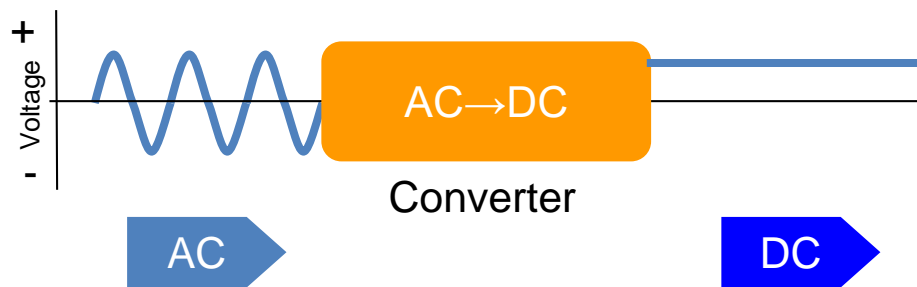 +
Voltage
-
AC→DC
Converter
AC
DC